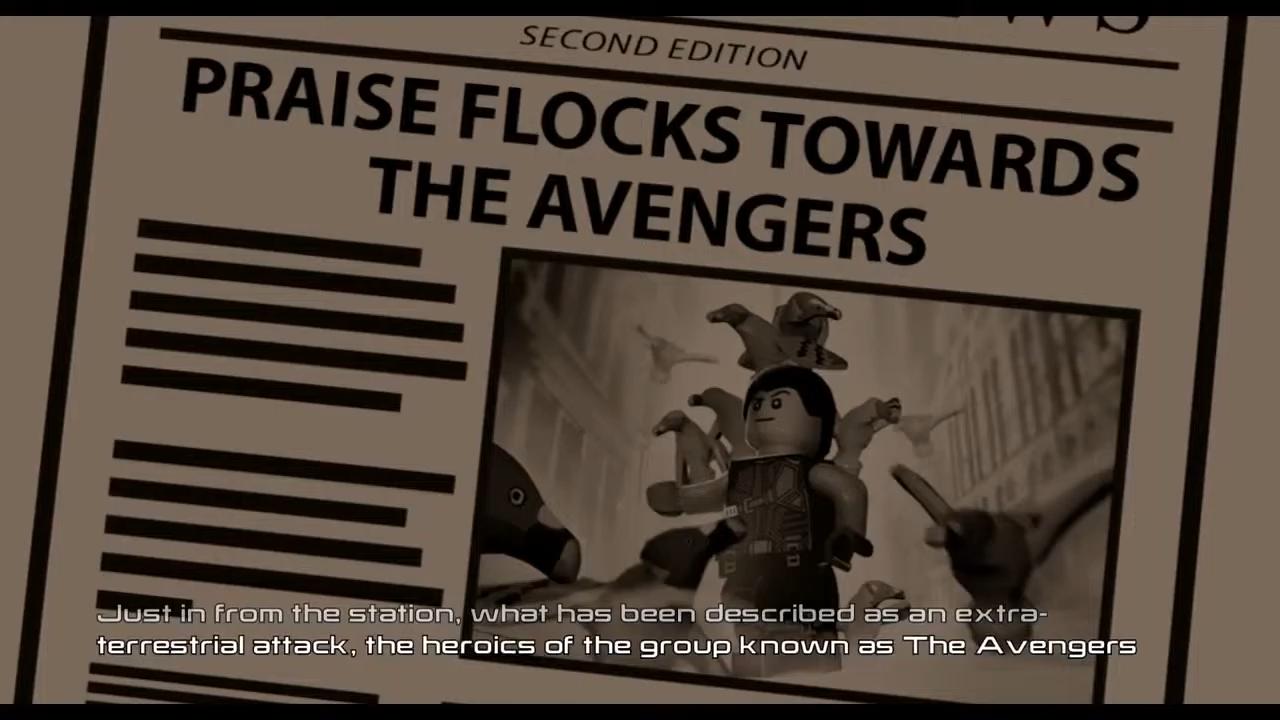 SECOND EDITION
PRAISE FLOCKS TOWARDS
THE AVENGERS
Just in from the station, what has been described as an extra-
terrestrial attack, the heroics of the group known as The Avengers